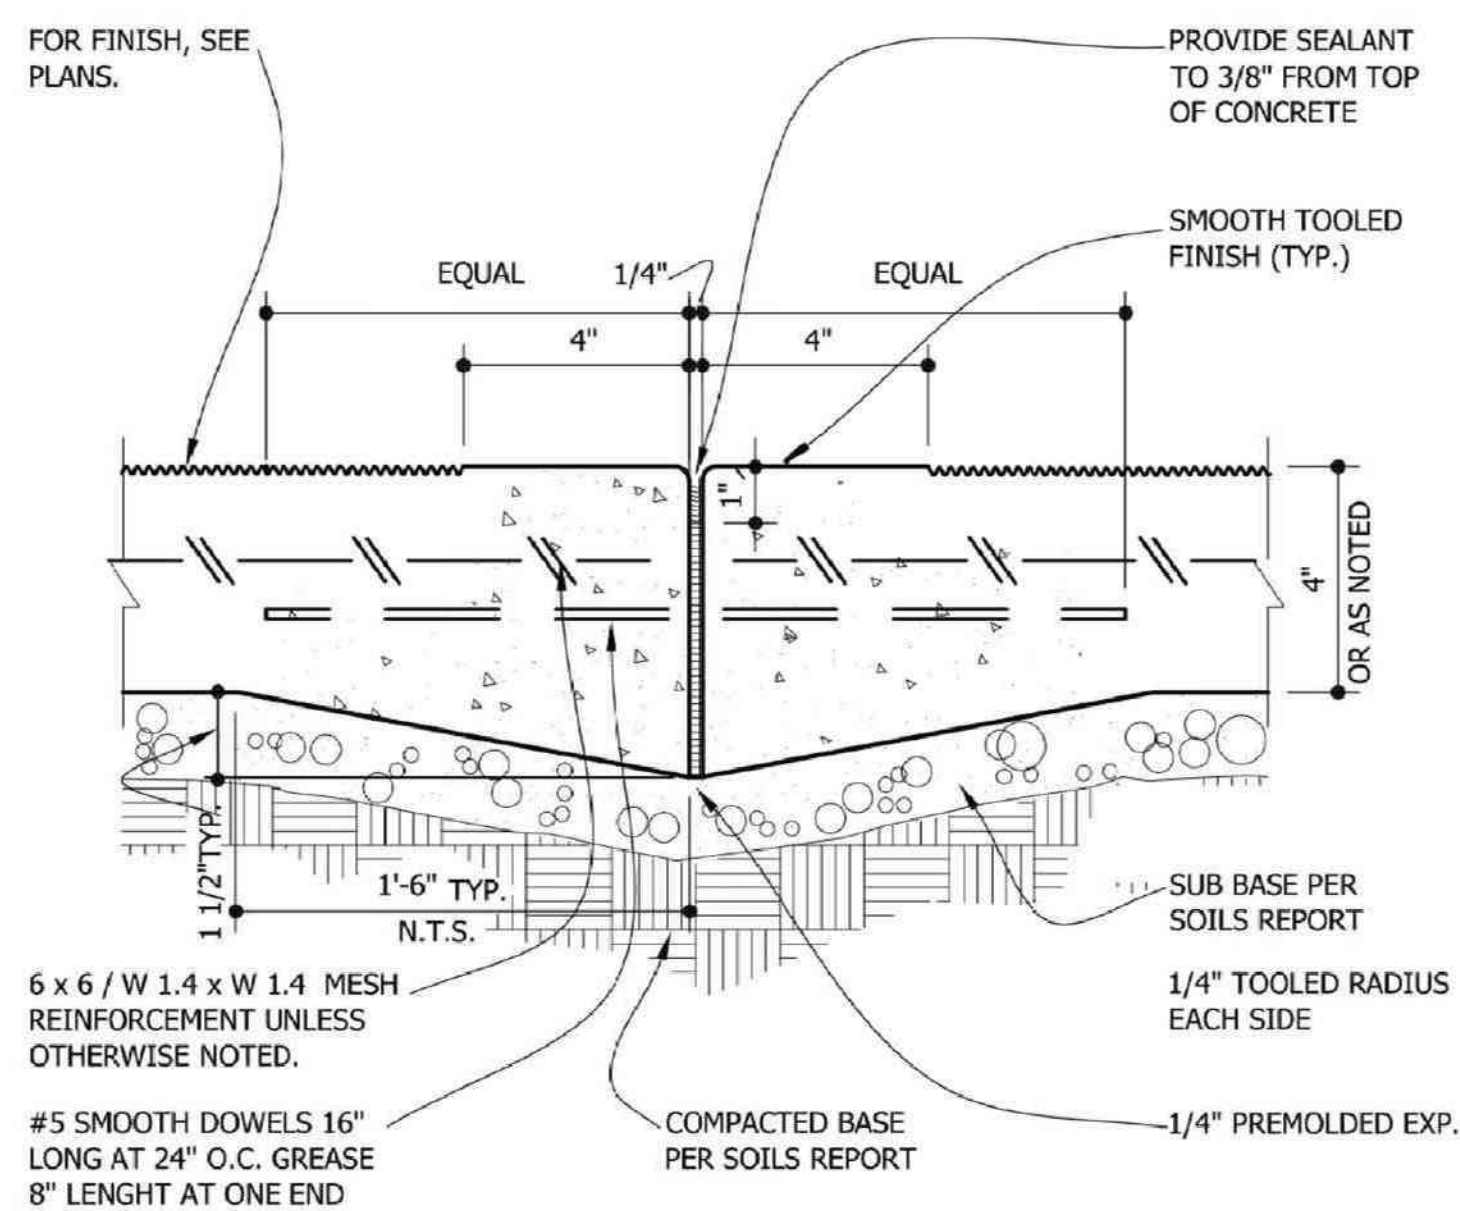 FOR FINISH, SEE
PLANS.
PROVIDE SEALANT
TO 3/8" FROM TOP
OF CONCRETE
SMOOTH TOOLED
FINISH (TYP.)
EQUAL
1/4"
EQUAL
4"
4"
1"
4"
OR AS NOTED
1 1/2"TYP.
1'-6" TYP.
N.T.S.
SUB BASE PER
SOILS REPORT
6 x 6 / W 1.4 x W 1.4 MESH
REINFORCEMENT UNLESS
OTHERWISE NOTED.
1/4" TOOLED RADIUS
EACH SIDE
#5 SMOOTH DOWELS 16"
LONG AT 24" O.C. GREASE
8" LENGHT AT ONE END
COMPACTED BASE
PER SOILS REPORT
1/4" PREMOLDED EXP.